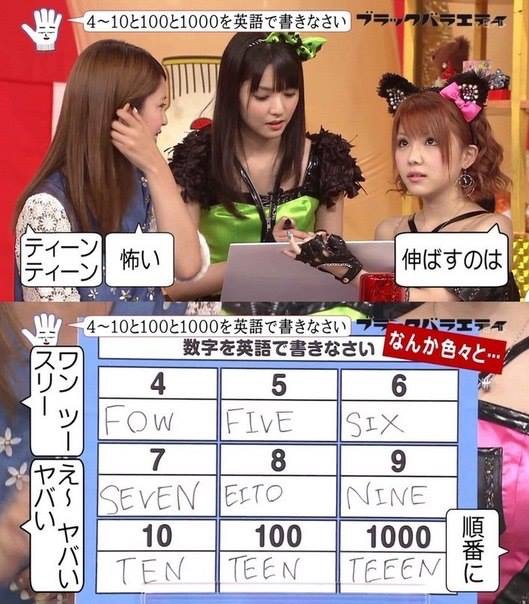 4〜10と100と1000を英語で書きなさい
ブラックバラエティ
ティーン
ティーン
怖い
伸ばすのは
4〜10と100と1000を英語で書きなさい
ブラックバラエティ
数字を英語で書きなさい
なんか色々と…
ワン ツー
スリー
え〜 ヤバい
ヤバい
順番に
4 5 6
FOW FIVE SIX
7 8 9
SEVEN EITO NINE
10 100 1000
TEN TEEN TEEEN